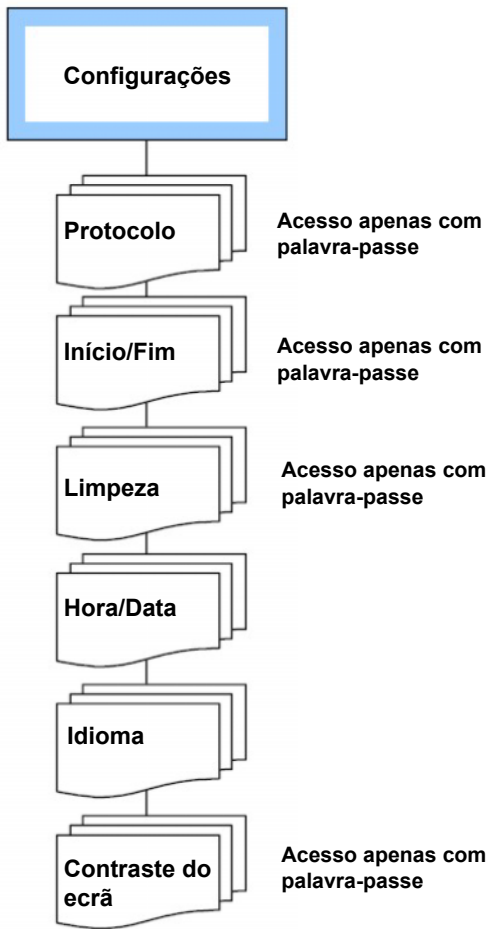 Configurações
Protocolo
Acesso apenas com
palavra-passe
Início/Fim
Acesso apenas com
palavra-passe
Limpeza
Acesso apenas com
palavra-passe
Hora/Data
Idioma
Contraste do
ecrã
Acesso apenas com
palavra-passe